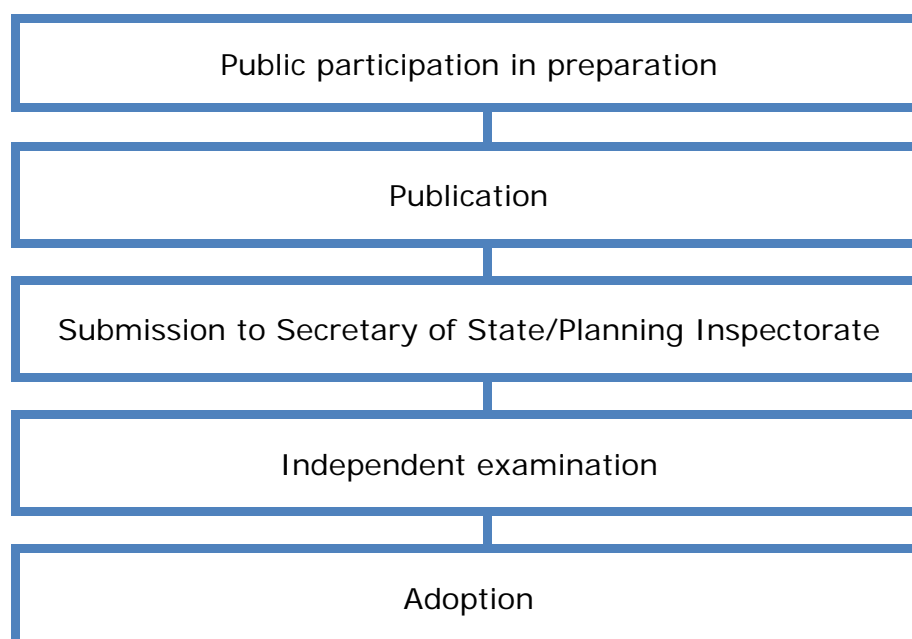 Public participation in preparation
Publication
Submission to Secretary of State/Planning Inspectorate
Independent examination
Adoption